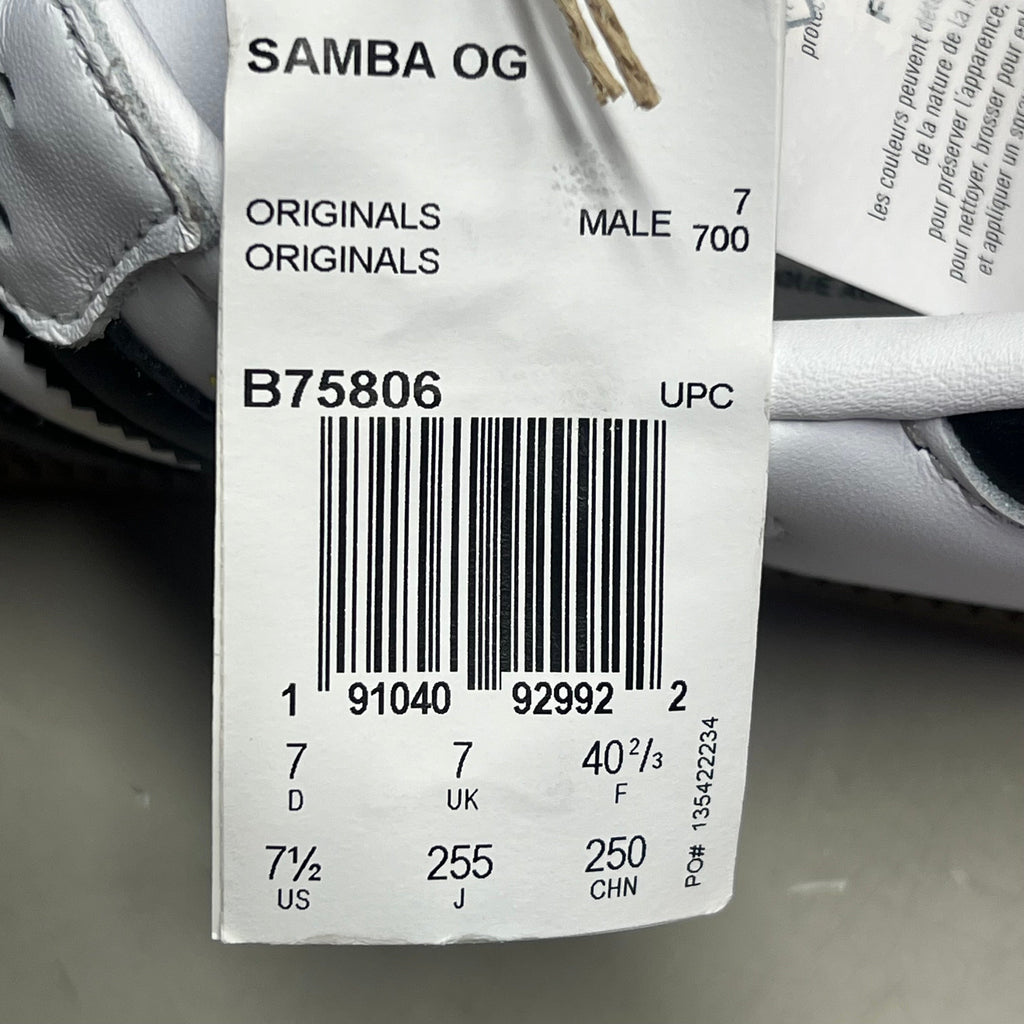 SAMBA OG
ORIGINALS
ORIGINALS
MALE 7
700
B75806
UPC
1 91040 92992 2
7 7 40 2/3
D UK F
7½ 255 250
US J CHN
PO# 135422234
les couleurs peuvent
de la nature de la
pour préserver l'apparence,
pour nettoyer, brosser pour
et appliquer un